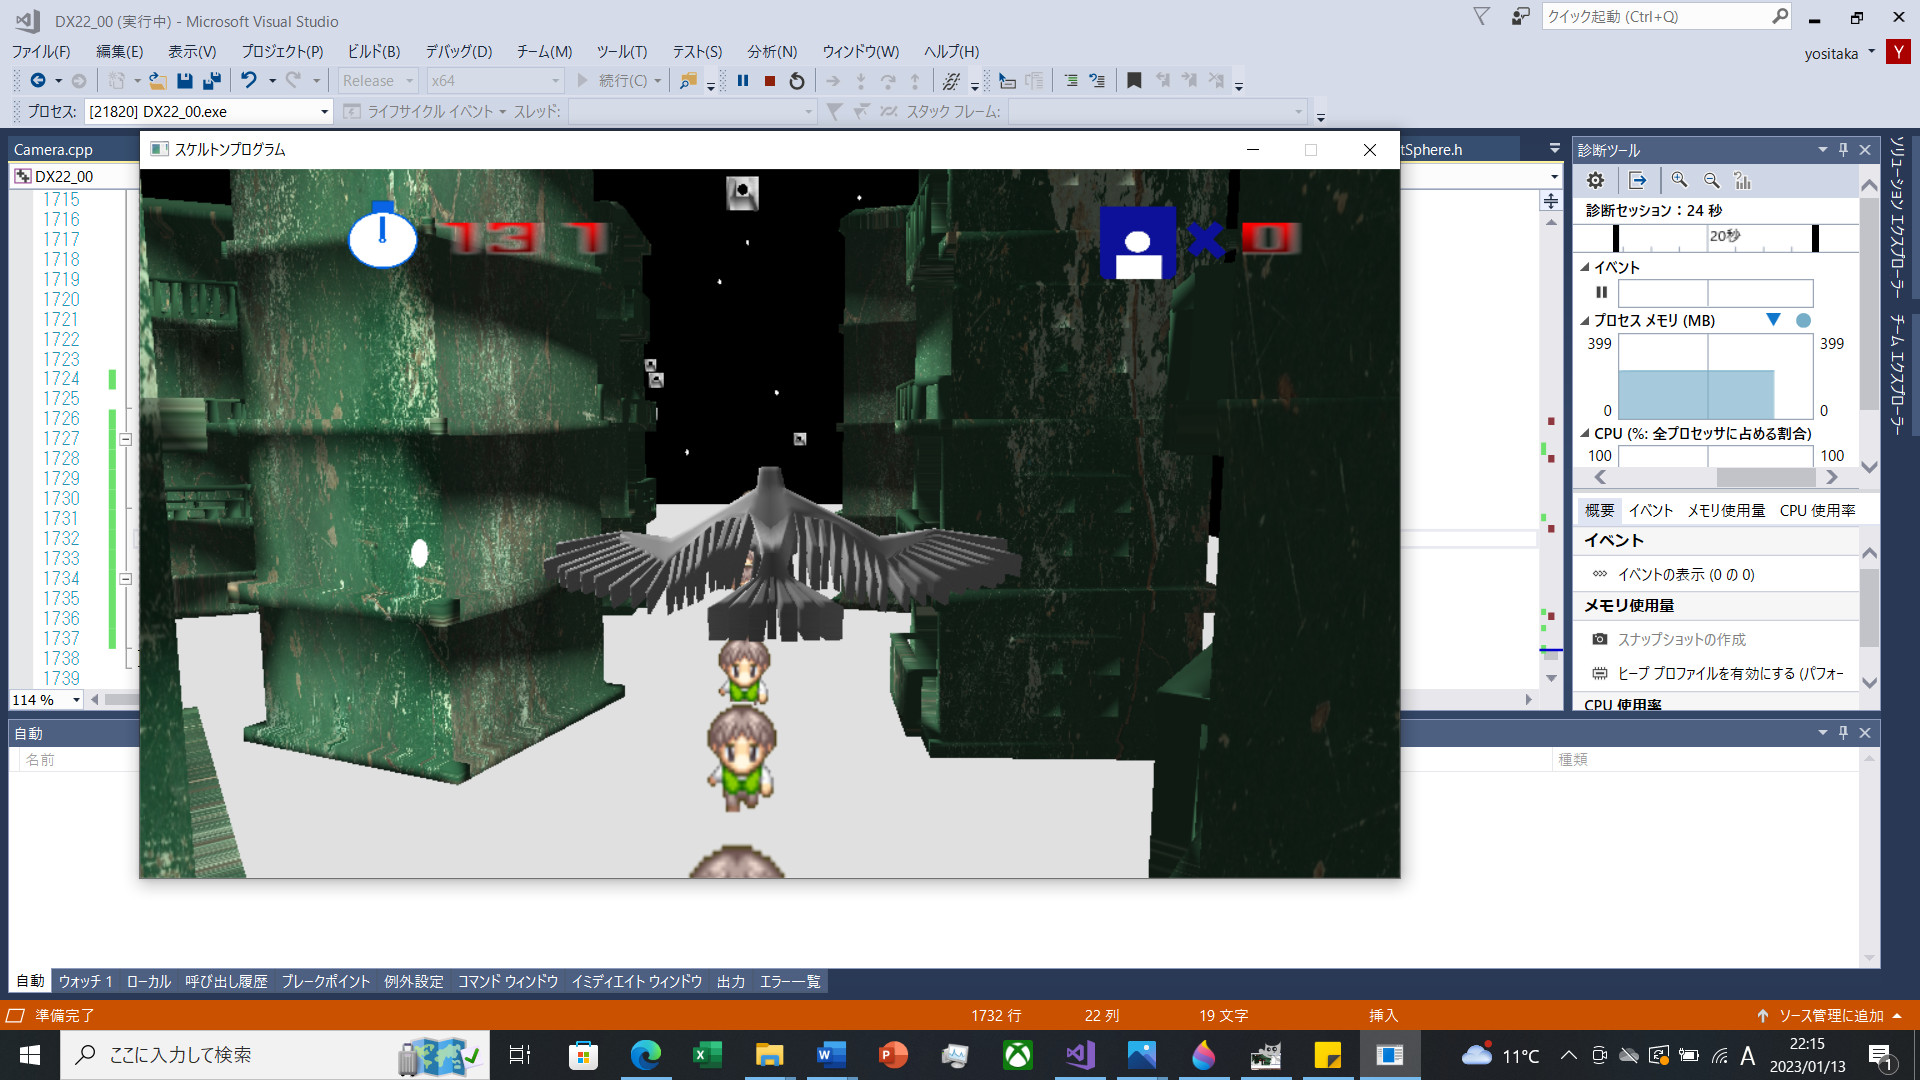 DX22_00 (実行中) - Microsoft Visual Studio
クイック起動 (Ctrl+Q)
ファイル(F) 編集(E) 表示(V) プロジェクト(P) ビルド(B) デバッグ(D) チーム(M) ツール(T) テスト(S) 分析(N) ウィンドウ(W) ヘルプ(H)
yositaka Y
Release x64 続行(C)
プロセス: [21820] DX22_00.exe ライフサイクル イベント スレッド: スタック フレーム:
Camera.cpp
スケルトンプログラム
tSphere.h
DX22_00
1715
1716
1717
1718
1719
1720
1721
1722
1723
1724
1725
1726
1727
1728
1729
1730
1731
1732
1733
1734
1735
1736
1737
1738
1739
114 %
131
0
診断ツール
診断セッション：24 秒
20秒
イベント
プロセス メモリ (MB)
399 399
0 0
CPU (%: 全プロセッサに占める割合)
100 100
概要 イベント メモリ使用量 CPU 使用率
イベント
イベントの表示 (0 の 0)
メモリ使用量
スナップショットの作成
ヒープ プロファイルを有効にする (パフォー
CPU 使用率
ソリューション エクスプローラー
チーム エクスプローラー
自動
名前
種類
自動 ウォッチ 1 ローカル 呼び出し履歴 ブレークポイント 例外設定 コマンド ウィンドウ イミディエイト ウィンドウ 出力 エラー一覧
準備完了 1732 行 22 列 19 文字 挿入 ソース管理に追加
ここに入力して検索
11°C
A
22:15
2023/01/13
1